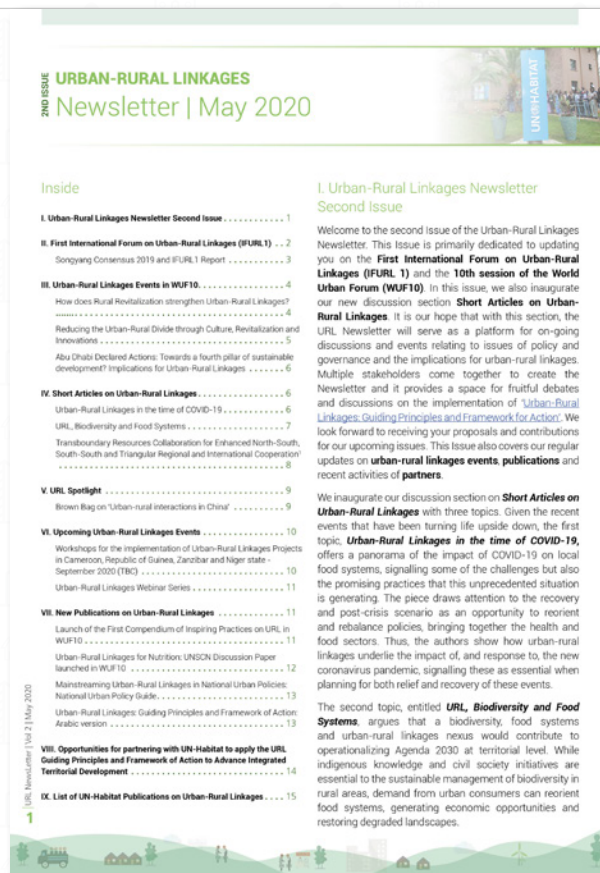 2ND ISSUE
URBAN-RURAL LINKAGES
Newsletter | May 2020
UN HABITAT
Inside
I. Urban-Rural Linkages Newsletter Second Issue . . . . . . . . . . . . 1
II. First International Forum on Urban-Rural Linkages (IFURL1) . . 2
Songyang Consensus 2019 and IFURL1 Report . . . . . . . . . . . . 3
III. Urban-Rural Linkages Events in WUF10. . . . . . . . . . . . . . . . . 4
How does Rural Revitalization strengthen Urban-Rural Linkages?
. . . . . . . . . . . . . . . . . . . . . . . . . . . . . . . . . . . . . . . . 4
Reducing the Urban-Rural Divide through Culture, Revitalization and
Innovations . . . . . . . . . . . . . . . . . . . . . . . . . . . . . . . . . 5
Abu Dhabi Declared Actions: Towards a fourth pillar of sustainable
development? Implications for Urban-Rural Linkages . . . . . . . 6
IV. Short Articles on Urban-Rural Linkages . . . . . . . . . . . . . . . . 6
Urban-Rural Linkages in the time of COVID-19 . . . . . . . . . . . . 6
URL, Biodiversity and Food Systems . . . . . . . . . . . . . . . . . . 7
Transboundary Resources Collaboration for Enhanced North-South,
South-South and Triangular Regional and International Cooperation'
. . . . . . . . . . . . . . . . . . . . . . . . . . . . . . . . . . . . . . . . 8
V. URL Spotlight . . . . . . . . . . . . . . . . . . . . . . . . . . . . . . . . 9
Brown Bag on 'Urban-rural interactions in China' . . . . . . . . . . 9
VI. Upcoming Urban-Rural Linkages Events . . . . . . . . . . . . . . . 10
Workshops for the implementation of Urban-Rural Linkages Projects
in Cameroon, Republic of Guinea, Zanzibar and Niger state -
September 2020 (TBC) . . . . . . . . . . . . . . . . . . . . . . . . . . 10
Urban-Rural Linkages Webinar Series . . . . . . . . . . . . . . . . . 11
VII. New Publications on Urban-Rural Linkages . . . . . . . . . . . . . 11
Launch of the First Compendium of Inspiring Practices on URL in
WUF10 . . . . . . . . . . . . . . . . . . . . . . . . . . . . . . . . . . . . 11
Urban-Rural Linkages for Nutrition: UNSCN Discussion Paper
launched in WUF10 . . . . . . . . . . . . . . . . . . . . . . . . . . . . 12
Mainstreaming Urban-Rural Linkages in National Urban Policies:
National Urban Policy Guide. . . . . . . . . . . . . . . . . . . . . . . 13
Urban-Rural Linkages: Guiding Principles and Framework of Action:
Arabic version . . . . . . . . . . . . . . . . . . . . . . . . . . . . . . . 13
VIII. Opportunities for partnering with UN-Habitat to apply the URL
Guiding Principles and Framework of Action to Advance Integrated
Territorial Development . . . . . . . . . . . . . . . . . . . . . . . . . . 14
IX. List of UN-Habitat Publications on Urban-Rural Linkages . . . . 15
I. Urban-Rural Linkages Newsletter
Second Issue
Welcome to the second Issue of the Urban-Rural Linkages
Newsletter. This Issue is primarily dedicated to updating
you on the First International Forum on Urban-Rural
Linkages (IFURL 1) and the 10th session of the World
Urban Forum (WUF10). In this issue, we also inaugurate
our new discussion section Short Articles on Urban-
Rural Linkages. It is our hope that with this section, the
URL Newsletter will serve as a platform for on-going
discussions and events relating to issues of policy and
governance and the implications for urban-rural linkages.
Multiple stakeholders come together to create the
Newsletter and it provides a space for fruitful debates
and discussions on the implementation of 'Urban-Rural
Linkages: Guiding Principles and Framework for Action'. We
look forward to receiving your proposals and contributions
for our upcoming issues. This Issue also covers our regular
updates on urban-rural linkages events, publications and
recent activities of partners.
We inaugurate our discussion section on Short Articles on
Urban-Rural Linkages with three topics. Given the recent
events that have been turning life upside down, the first
topic, Urban-Rural Linkages in the time of COVID-19,
offers a panorama of the impact of COVID-19 on local
food systems, signalling some of the challenges but also
the promising practices that this unprecedented situation
is generating. The piece draws attention to the recovery
and post-crisis scenario as an opportunity to reorient
and rebalance policies, bringing together the health and
food sectors. Thus, the authors show how urban-rural
linkages underlie the impact of, and response to, the new
coronavirus pandemic, signalling these as essential when
planning for both relief and recovery of these events.
The second topic, entitled URL, Biodiversity and Food
Systems, argues that a biodiversity, food systems
and urban-rural linkages nexus would contribute to
operationalizing Agenda 2030 at territorial level. While
indigenous knowledge and civil society initiatives are
essential to the sustainable management of biodiversity in
rural areas, demand from urban consumers can reorient
food systems, generating economic opportunities and
restoring degraded landscapes.
URL NewsLetter | Vol 2 | May 2020
1